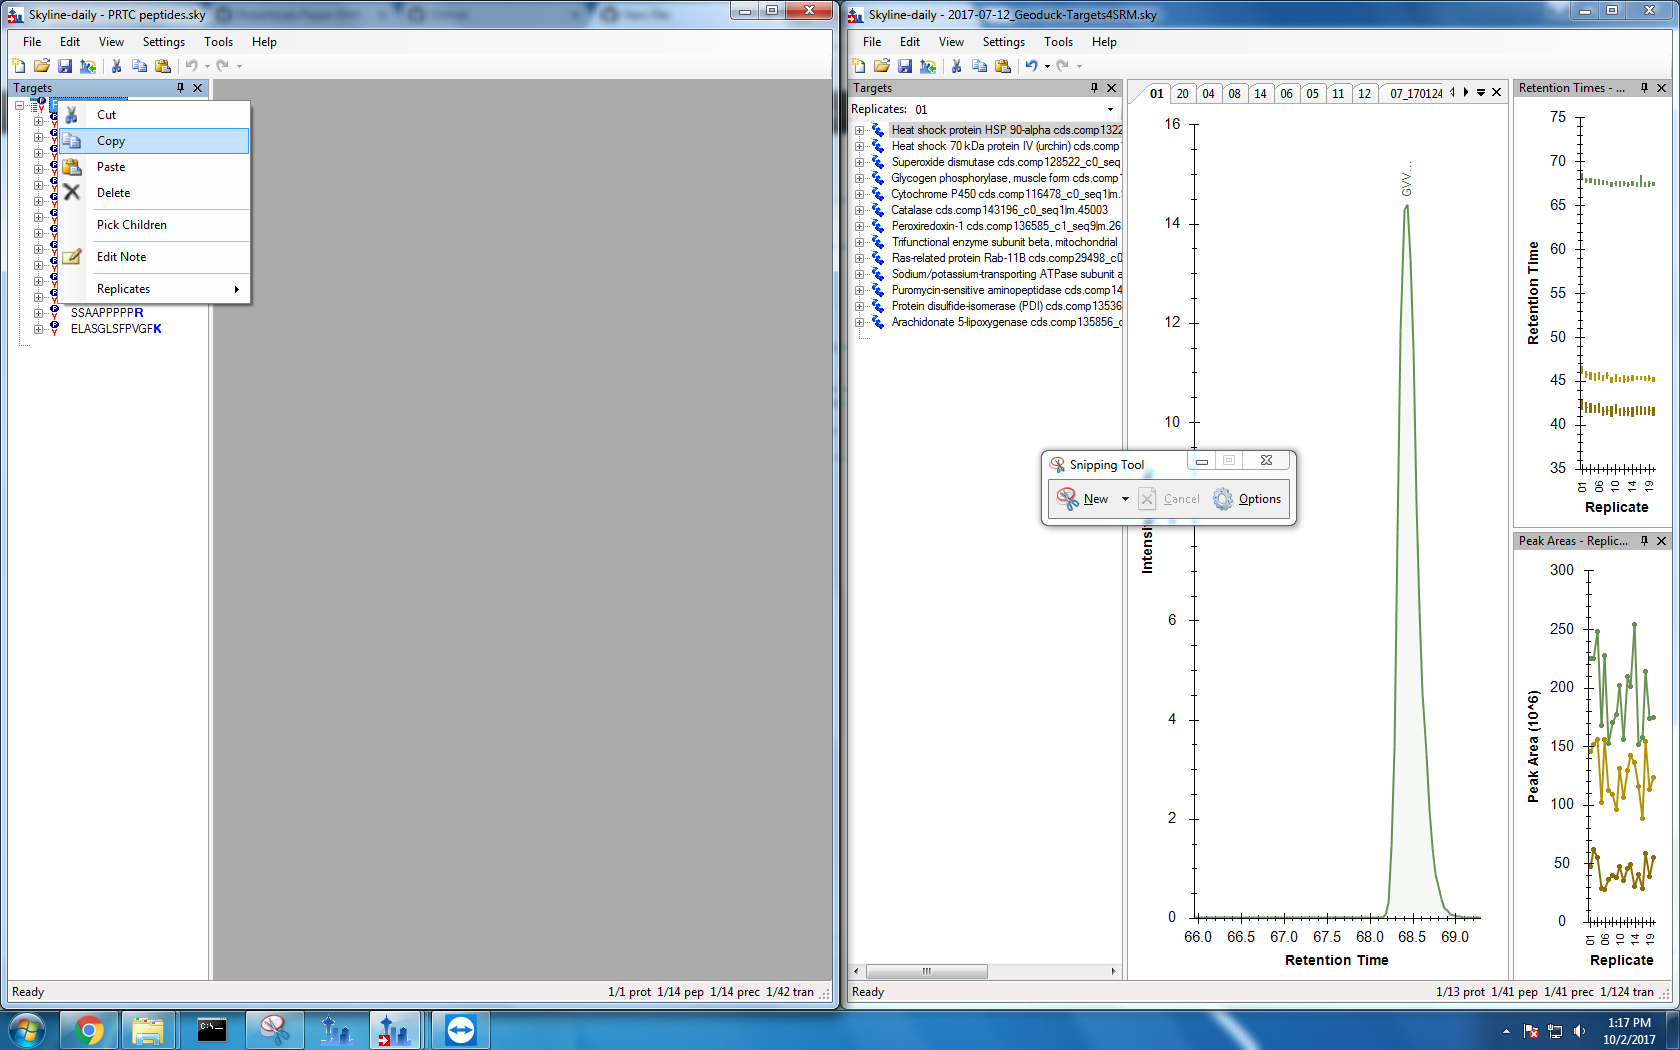 Skyline-daily - PRTC peptides.sky
File Edit View Settings Tools Help
Targets
Cut
Copy
Paste
Delete
Pick Children
Edit Note
Replicates
SSAAPPPPPR
ELASGLSFPVGFK
Ready
1/1 prot 1/14 pep 1/14 prec 1/42 tran
Skyline-daily - 2017-07-12_Geoduck-Targets4SRM.sky
File Edit View Settings Tools Help
Targets
Replicates: 01
Heat shock protein HSP 90-alpha cds.comp1322
Heat shock 70 kDa protein IV (urchin) cds.comp1
Superoxide dismutase cds.comp128522_c0_seq
Glycogen phosphorylase, muscle form cds.comp1
Cytochrome P450 cds.comp116478_c0_seq1|m.
Catalase cds.comp143196_c0_seq1|m.45003
Peroxiredoxin-1 cds.comp136585_c1_seq9|m.26
Trifunctional enzyme subunit beta, mitochondrial
Ras-related protein Rab-11B cds.comp29498_c0
Sodium/potassium-transporting ATPase subunit a
Puromycin-sensitive aminopeptidase cds.comp14
Protein disulfide-isomerase (PDI) cds.comp13536
Arachidonate 5-lipoxygenase cds.comp135856_c
01 20 04 08 14 06 05 11 12 07_170124
16
14
12
10
6
4
2
0
GVV...
Intensi
66.0 66.5 67.0 67.5 68.0 68.5 69.0
Retention Time
Snipping Tool
New Cancel Options
Retention Times - ...
75
70
65
60
55
50
45
40
35
Retention Time
01 06 10 14 19
Replicate
Peak Areas - Replic...
300
250
200
150
100
50
0
Peak Area (10^6)
01 06 10 14 19
Replicate
Ready
1/13 prot 1/41 pep 1/41 prec 1/124 tran
C:\_
1:17 PM
10/2/2017